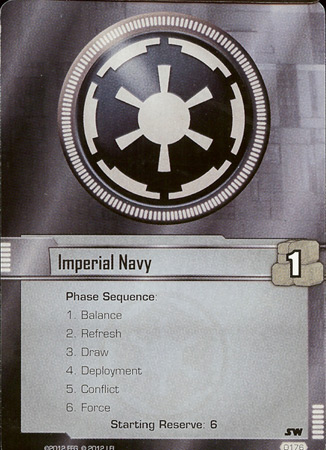 Imperial Navy
1
Phase Sequence:
1. Balance
2. Refresh
3. Draw
4. Deployment
5. Conflict
6. Force
Starting Reserve: 6
SW
©2012 FFG © 2012 LFL
0176